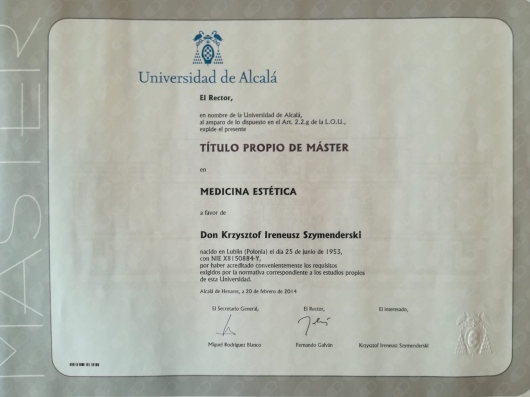 MASTER
Universidad de Alcalá
El Rector,
en nombre de la Universidad de Alcalá,
al amparo de lo dispuesto en el Art. 2.2.g de la L.O.U.,
expide el presente
TÍTULO PROPIO DE MÁSTER
en
MEDICINA ESTÉTICA
a favor de
Don Krzysztof Ireneusz Szymenderski
nacido en Lublin (Polonia) el día 25 de junio de 1953,
con NIE X8150884-Y,
por haber acreditado convenientemente los requisitos
exigidos por la normativa correspondiente a los estudios propios
de esta Universidad.
Alcalá de Henares, a 20 de febrero de 2014
El Secretario General, El Rector, El Interesado,
Miguel Rodríguez Blanco Fernando Galván Krzysztof Ireneusz Szymenderski